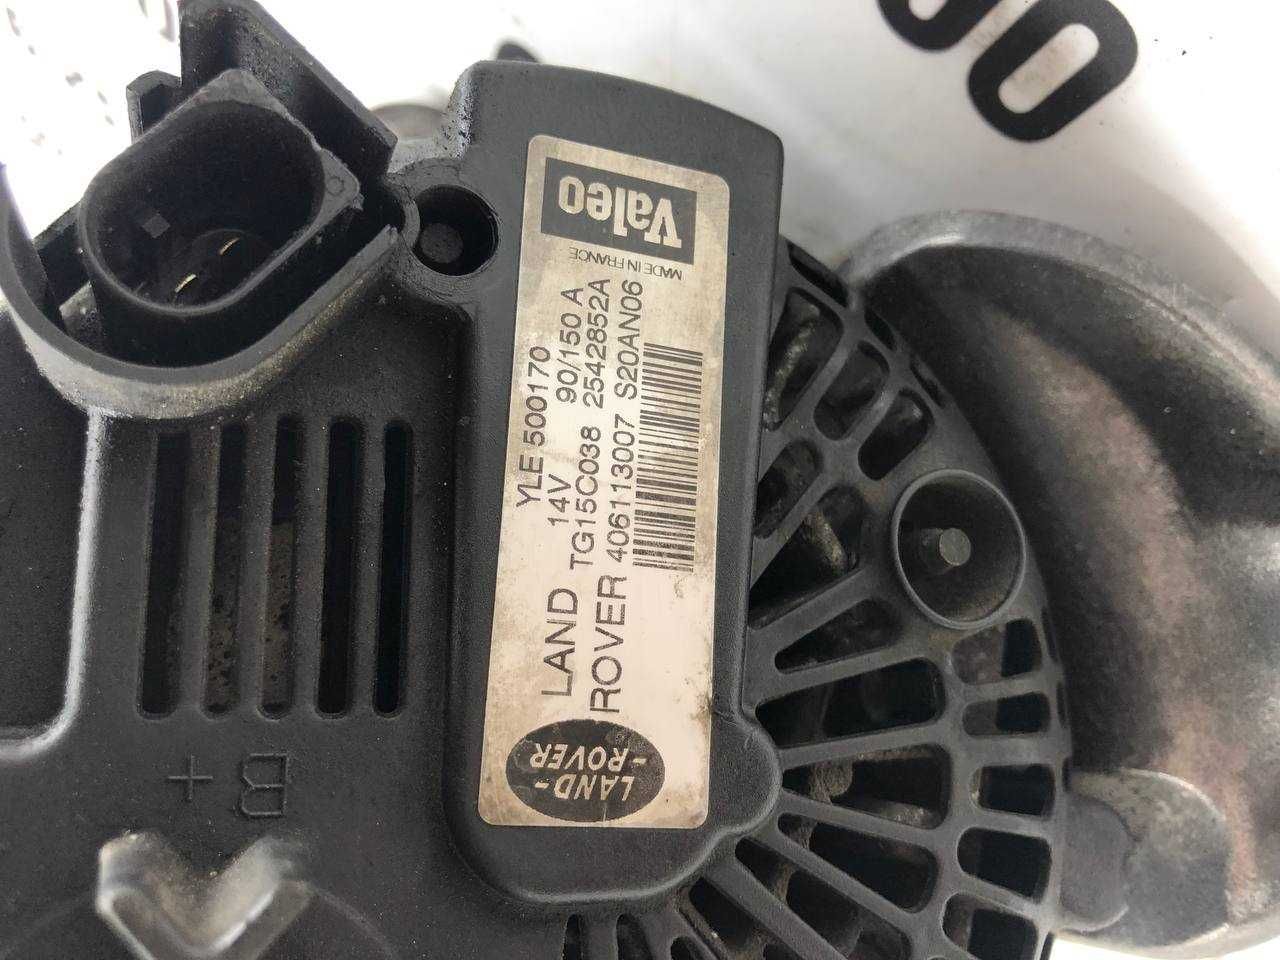 Valeo
MADE IN FRANCE
YLE 500170
LAND 14V 90/150 A
TG15C038 2542852A
ROVER 406113007 S20AN06
LAND-
-ROVER-
B+